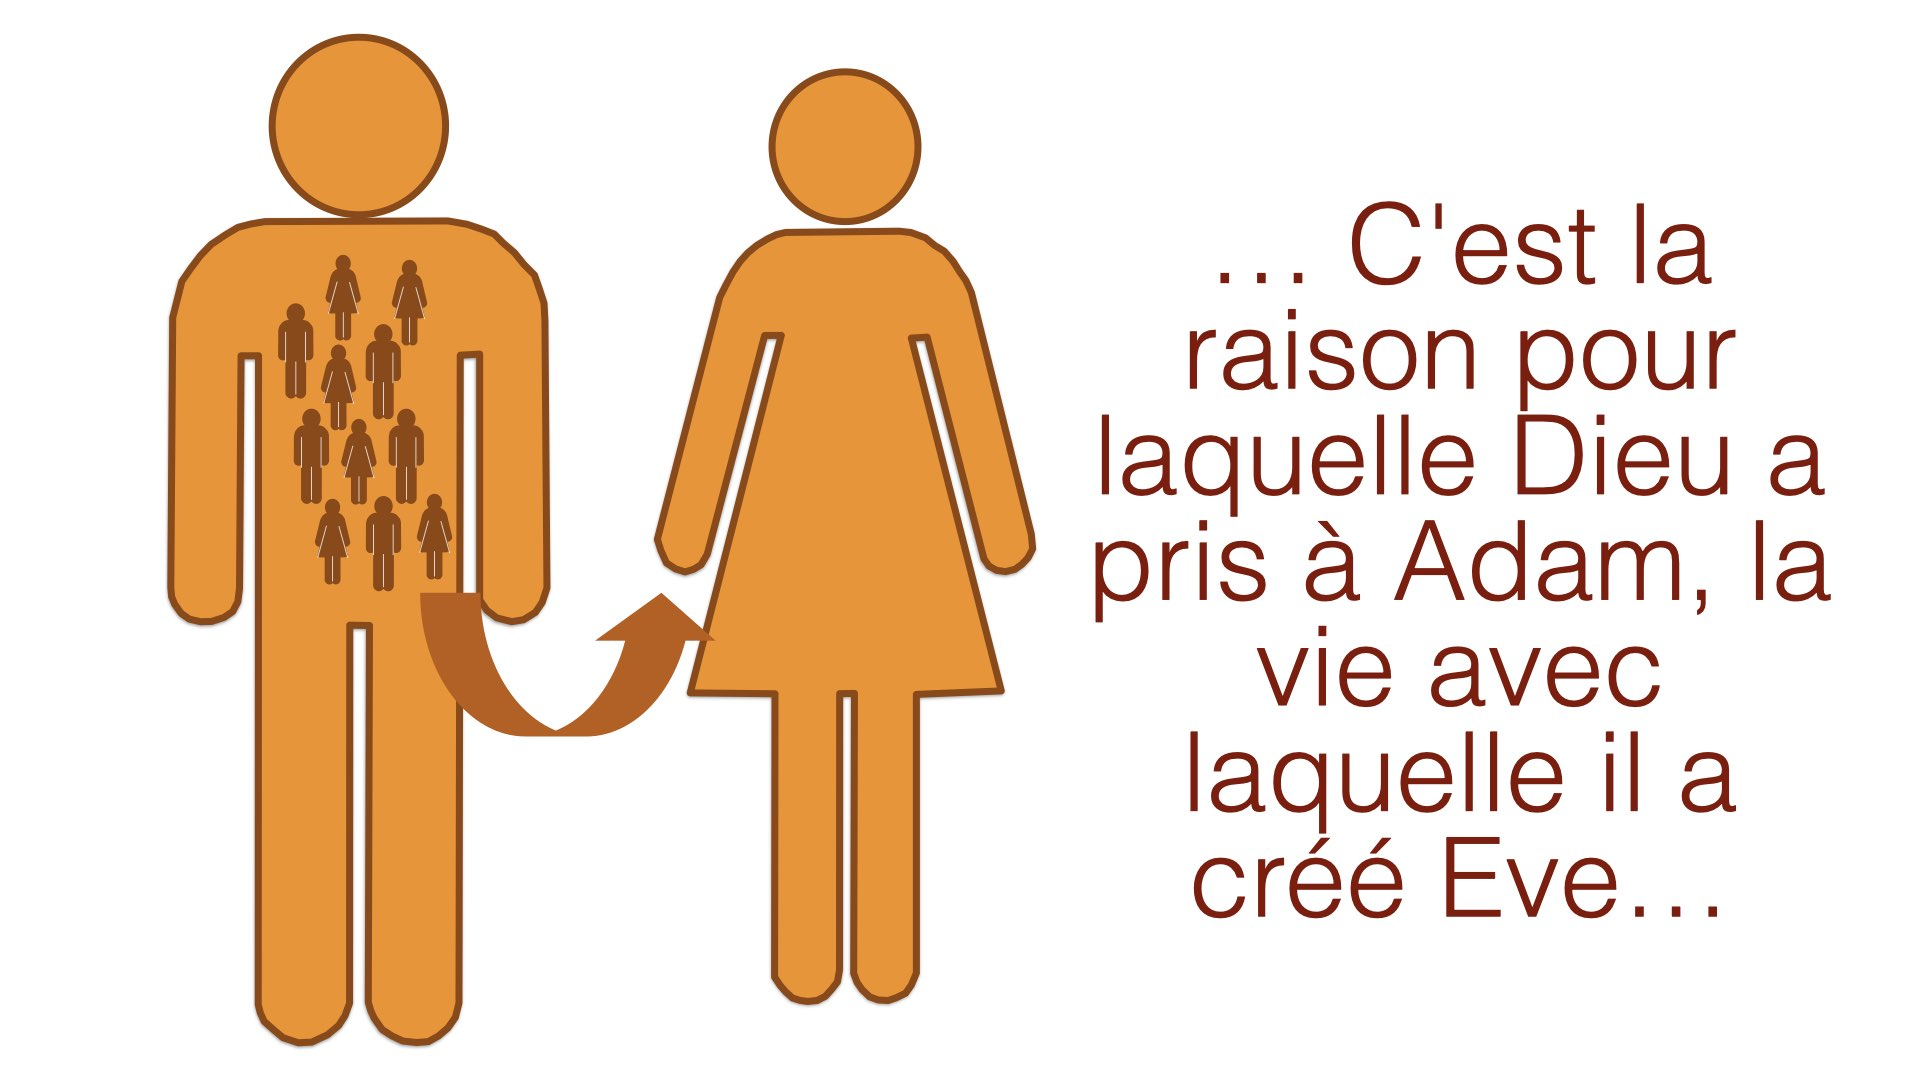 … C'est la
raison pour
laquelle Dieu a
pris à Adam, la
vie avec
laquelle il a
créé Eve…